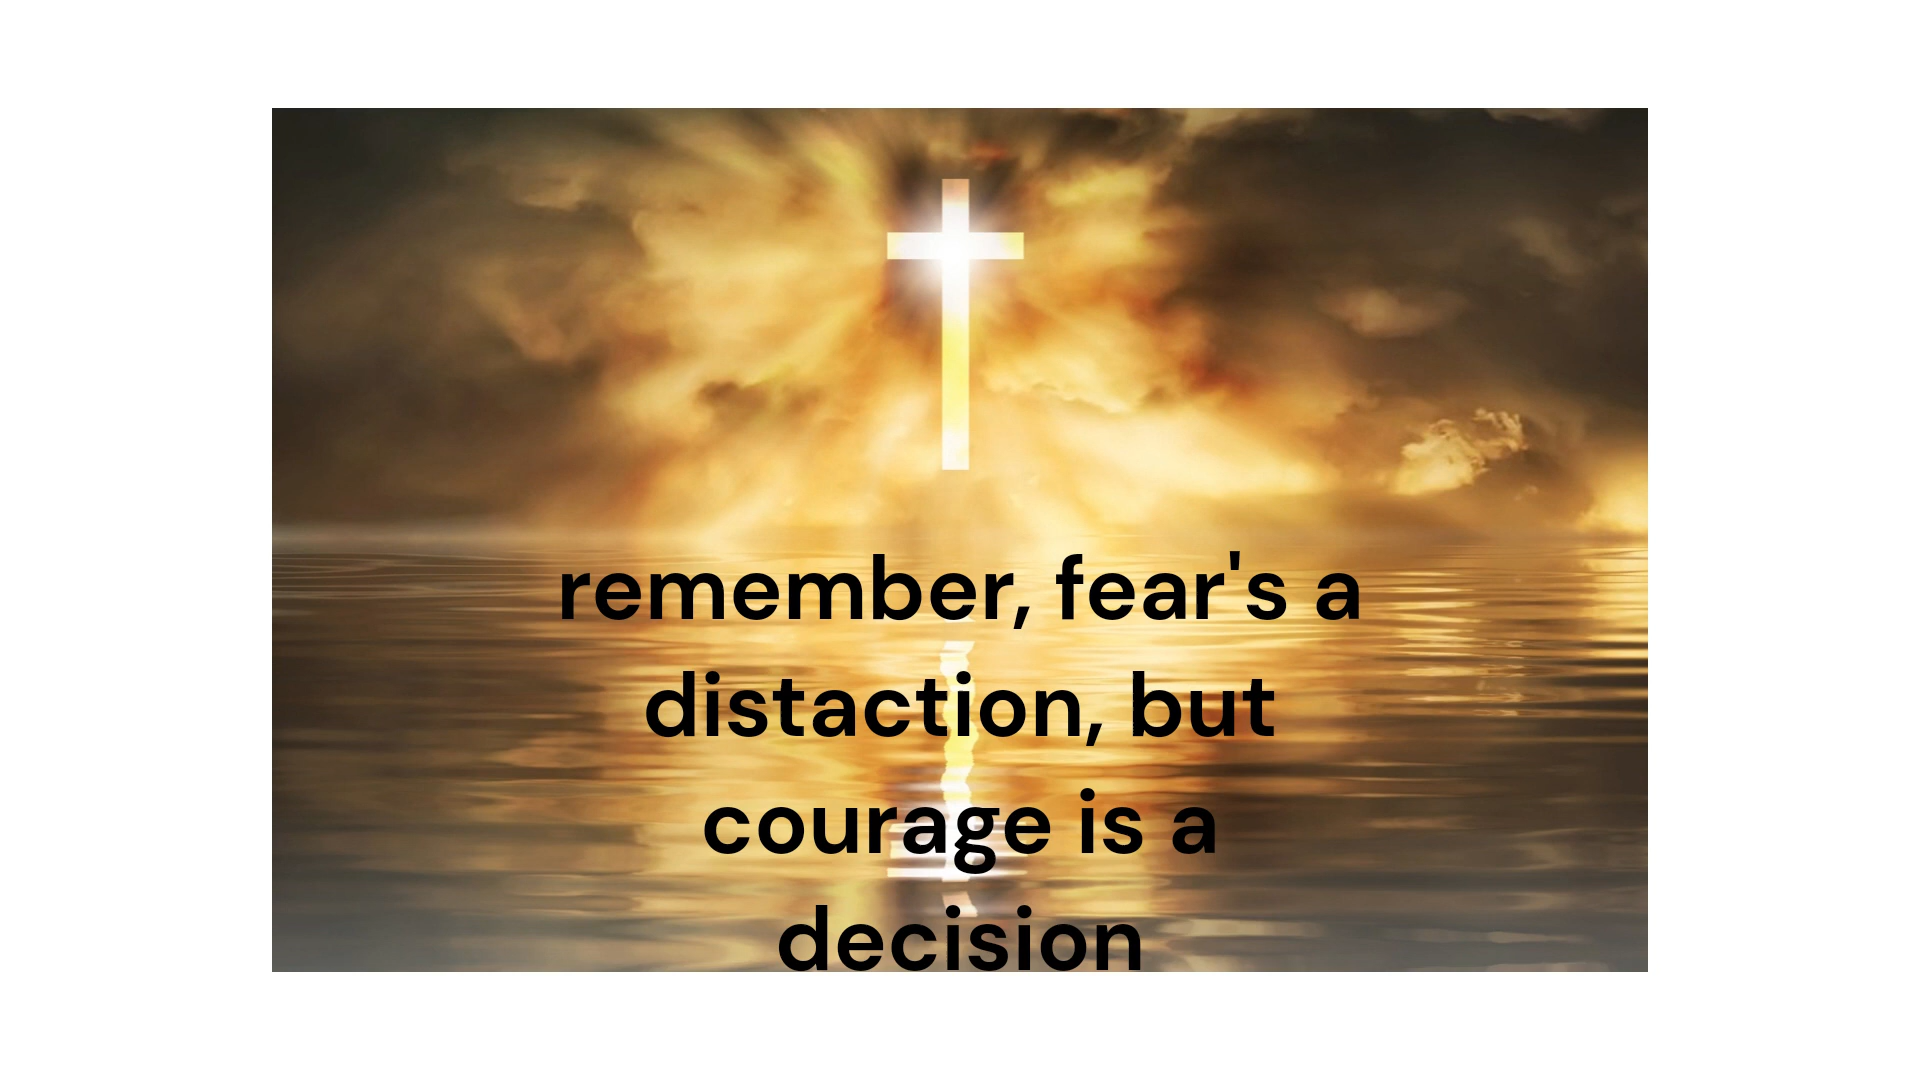 remember, fear's a
distaction, but
courage is a
decision